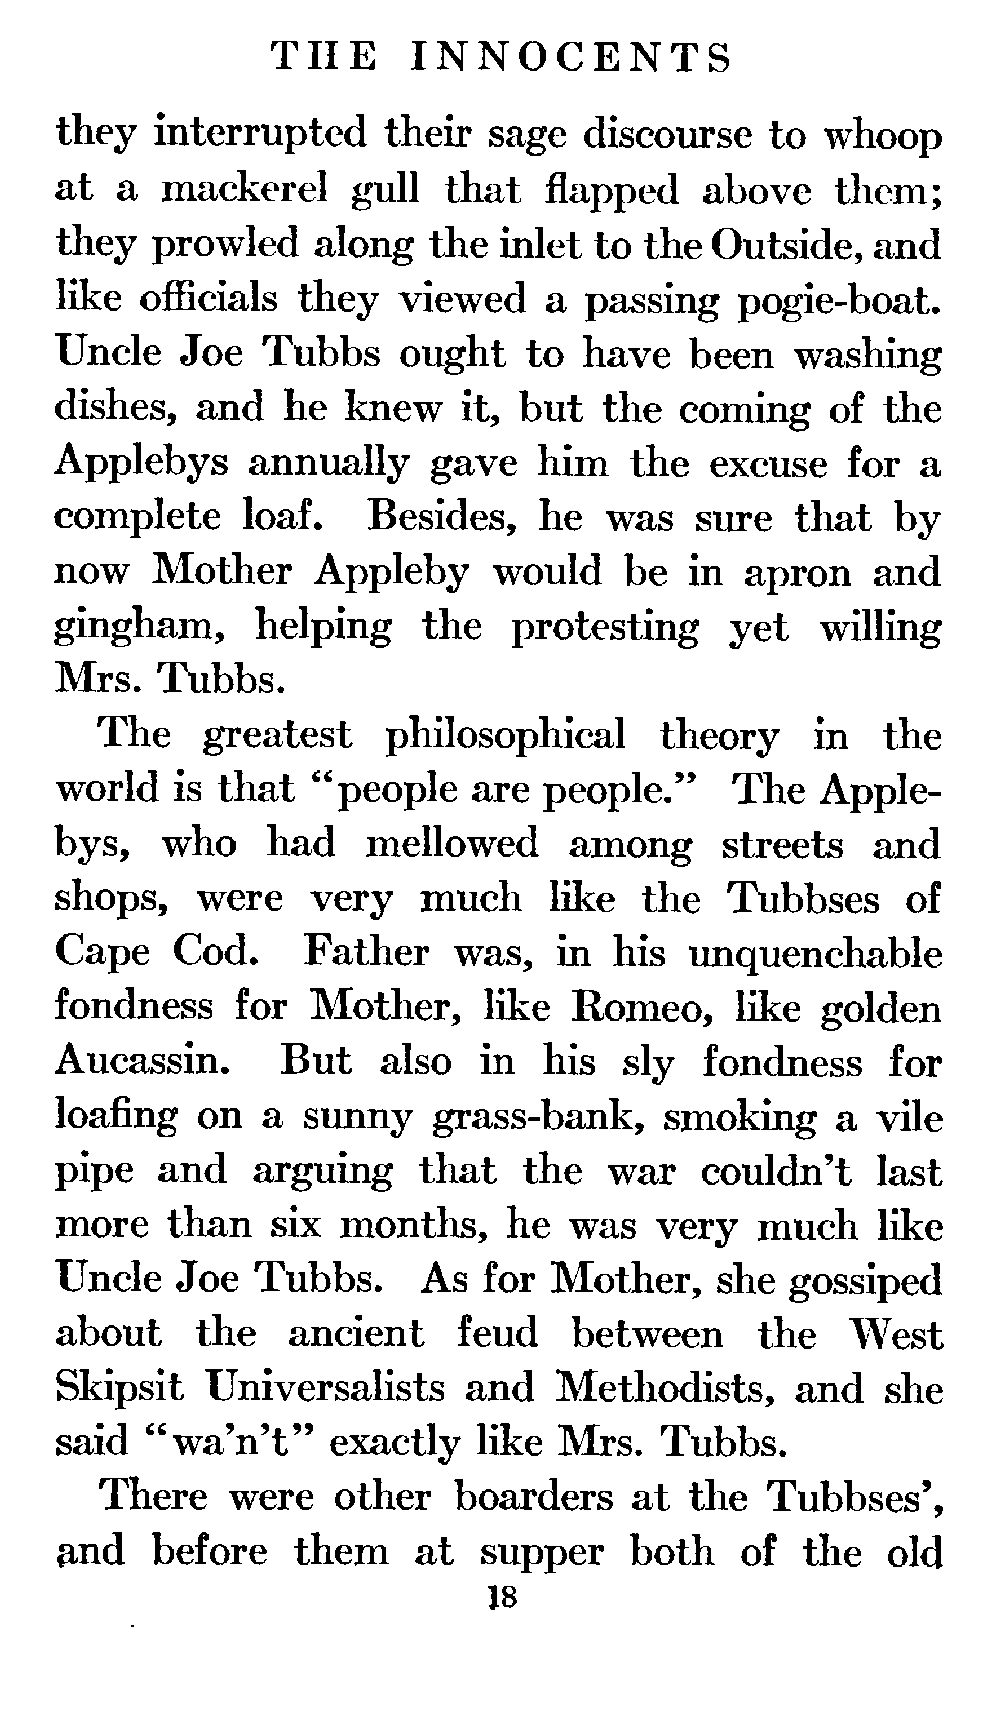 THE INNOCENTS
they interrupted their sage discourse to whoop
at a mackerel gull that flapped above them;
they prowled along the inlet to the Outside, and
like officials they viewed a passing pogie-boat.
Uncle Joe Tubbs ought to have been washing
dishes, and he knew it, but the coming of the
Applebys annually gave him the excuse for a
complete loaf. Besides, he was sure that by
now Mother Appleby would be in apron and
gingham, helping the protesting yet willing
Mrs. Tubbs.
The greatest philosophical theory in the
world is that “people are people.” The Apple-
bys, who had mellowed among streets and
shops, were very much like the Tubbses of
Cape Cod. Father was, in his unquenchable
fondness for Mother, like Romeo, like golden
Aucassin. But also in his sly fondness for
loafing on a sunny grass-bank, smoking a vile
pipe and arguing that the war couldn’t last
more than six months, he was very much like
Uncle Joe Tubbs. As for Mother, she gossiped
about the ancient feud between the West
Skipsit Universalists and Methodists, and she
said “wa’n’t” exactly like Mrs. Tubbs.
There were other boarders at the Tubbses’,
and before them at supper both of the old
18